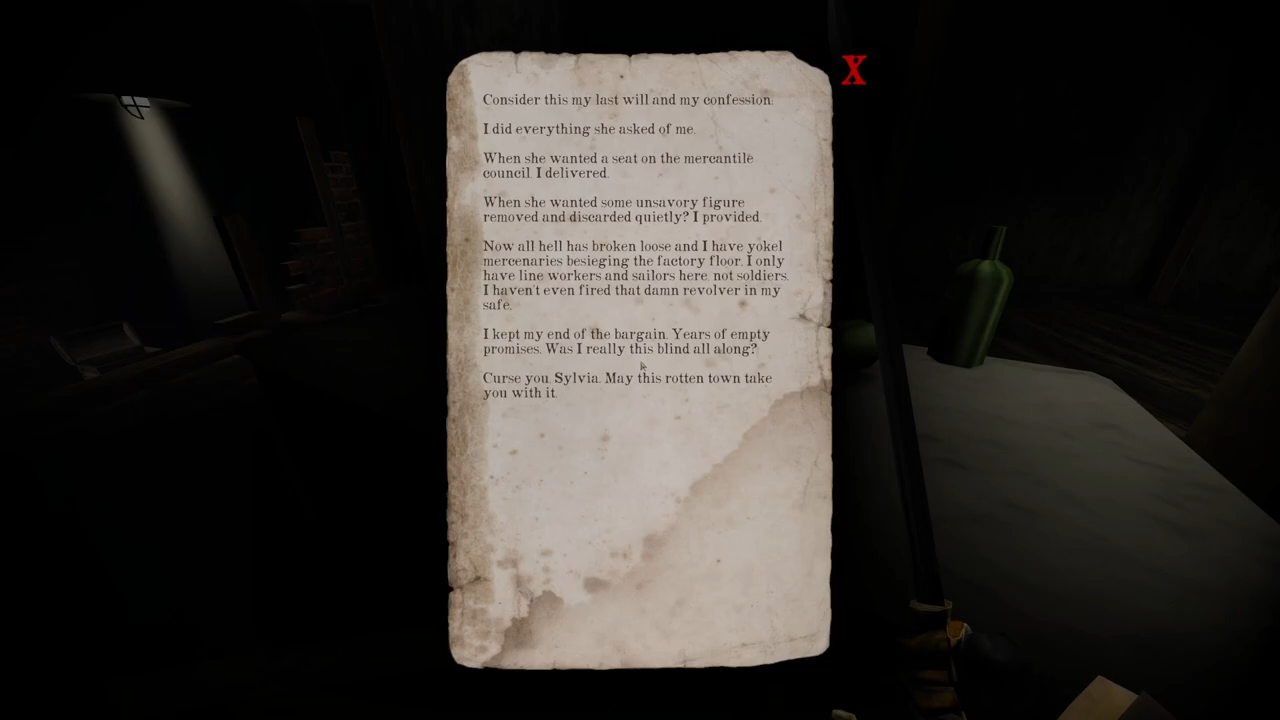 X
Consider this my last will and my confession:
I did everything she asked of me.
When she wanted a seat on the mercantile
council, I delivered.
When she wanted some unsavory figure
removed and discarded quietly? I provided.
Now all hell has broken loose and I have yokel
mercenaries besieging the factory floor. I only
have line workers and sailors here, not soldiers.
I haven't even fired that damn revolver in my
safe.
I kept my end of the bargain. Years of empty
promises. Was I really this blind all along?
Curse you, Sylvia. May this rotten town take
you with it.